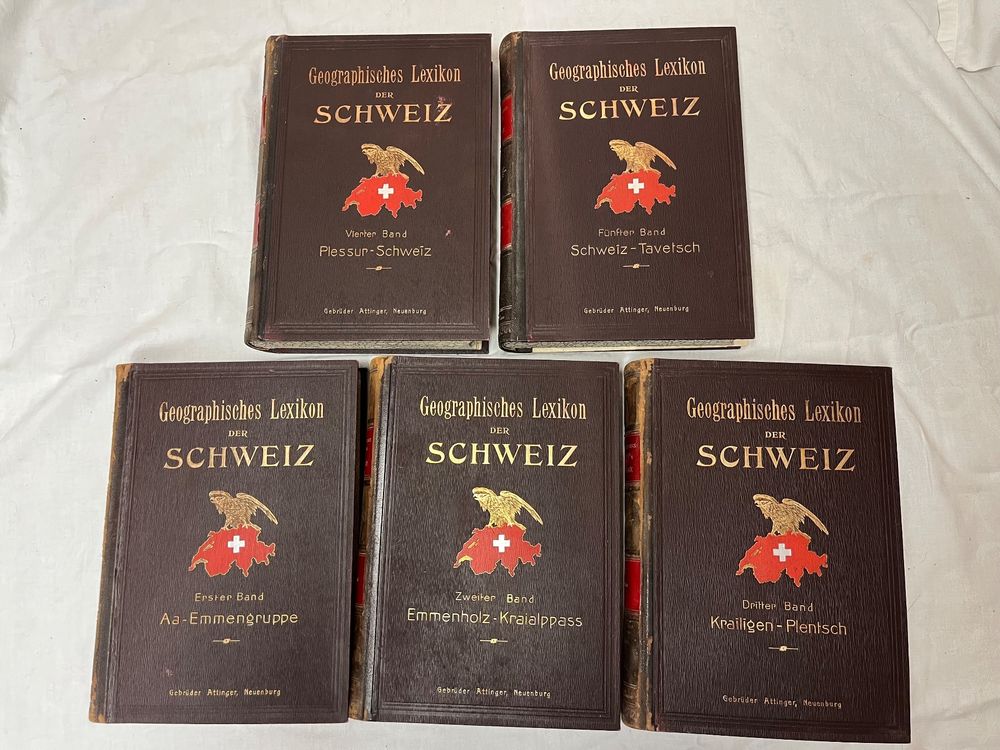 Geographisches Lexikon
DER
SCHWEIZ
Vierter Band
Plessur-Schweiz
Gebrüder Attinger, Neuenburg
Geographisches Lexikon
DER
SCHWEIZ
Fünfter Band
Schweiz-Tavetsch
Gebrüder Attinger, Neuenburg
Geographisches Lexikon
DER
SCHWEIZ
Erster Band
Aa-Emmengruppe
Gebrüder Attinger, Neuenburg
Geographisches Lexikon
DER
SCHWEIZ
Zweiter Band
Emmenholz-Kraialppass
Gebrüder Attinger, Neuenburg
Geographisches Lexikon
DER
SCHWEIZ
Dritter Band
Krailigen-Plentsch
Gebrüder Attinger, Neuenburg